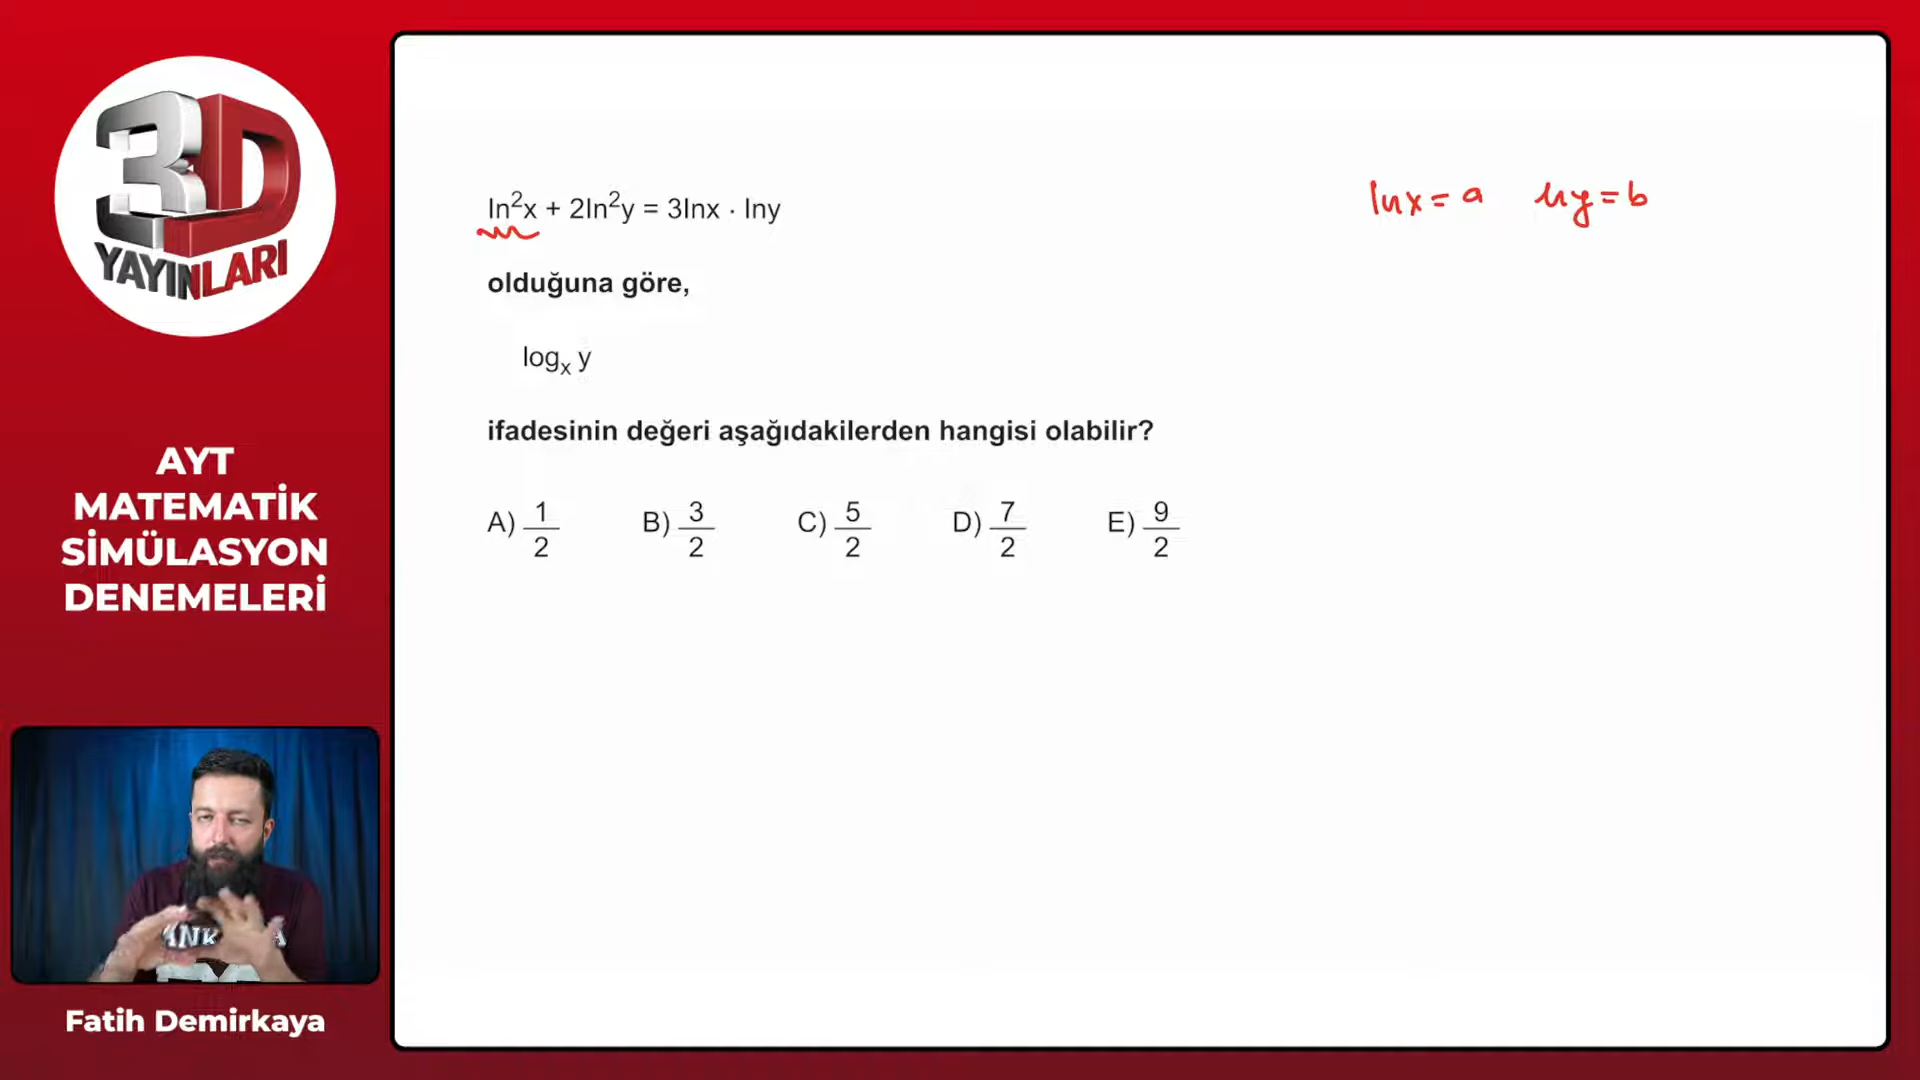 3D
YAYINLARI
AYT
MATEMATİK
SİMÜLASYON
DENEMELERİ
Fatih Demirkaya
ln²x + 2ln²y = 3lnx · lny
olduğuna göre,
logₓ y
ifadesinin değeri aşağıdakilerden hangisi olabilir?
A) 1/2 B) 3/2 C) 5/2 D) 7/2 E) 9/2
lnx = a lny = b